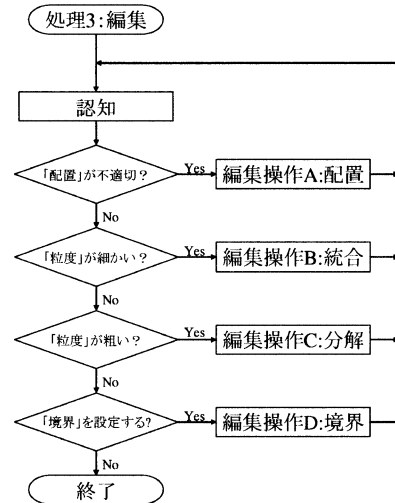 処理3:編集
認知
「配置」が不適切?
Yes
編集操作A:配置
No
「粒度」が細かい?
Yes
編集操作B:統合
No
「粒度」が粗い?
Yes
編集操作C:分解
No
「境界」を設定する?
Yes
編集操作D:境界
No
終了